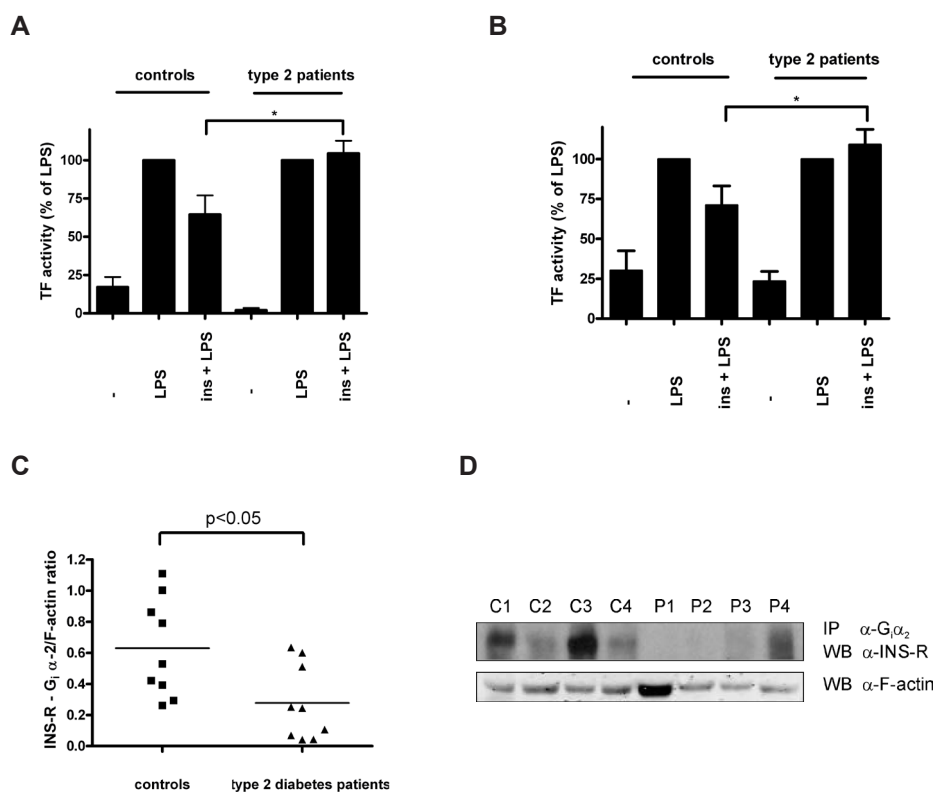 A
controls
type 2 patients
*
TF activity (% of LPS)
100
75
50
25
0
-
LPS
ins + LPS
-
LPS
ins + LPS
B
controls
type 2 patients
*
TF activity (% of LPS)
100
75
50
25
0
-
LPS
ins + LPS
-
LPS
ins + LPS
C
p<0.05
INS-R - Gi α-2/F-actin ratio
1.2
1.0
0.8
0.6
0.4
0.2
0.0
controls
type 2 diabetes patients
D
C1 C2 C3 C4 P1 P2 P3 P4
IP α-Giα2
WB α-INS-R
WB α-F-actin